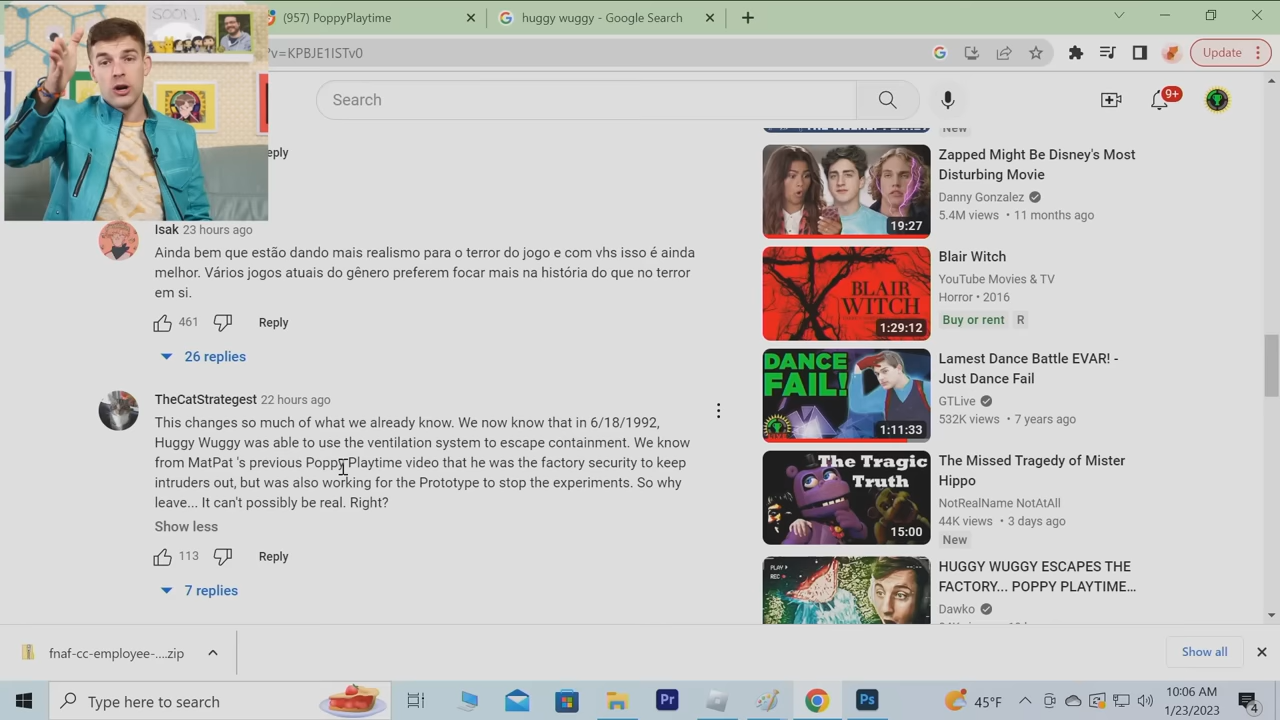 (957) PoppyPlaytime
huggy wuggy - Google Search
?v=KPBJE1ISTv0
Update
Search
9+
eply
New
Zapped Might Be Disney's Most
Disturbing Movie
Danny Gonzalez
5.4M views • 11 months ago
19:27
Isak 23 hours ago
Ainda bem que estão dando mais realismo para o terror do jogo e com vhs isso é ainda
melhor. Vários jogos atuais do gênero preferem focar mais na história do que no terror
em si.
461
Reply
26 replies
BLAIR
WITCH
1:29:12
Blair Witch
YouTube Movies & TV
Horror • 2016
Buy or rent R
DANCE
FAIL!
1:11:33
Lamest Dance Battle EVAR! -
Just Dance Fail
GTLive
532K views • 7 years ago
TheCatStrategest 22 hours ago
This changes so much of what we already know. We now know that in 6/18/1992,
Huggy Wuggy was able to use the ventilation system to escape containment. We know
from MatPat 's previous Poppy Playtime video that he was the factory security to keep
intruders out, but was also working for the Prototype to stop the experiments. So why
leave... It can't possibly be real. Right?
Show less
113
Reply
7 replies
The Tragic
Truth
15:00
The Missed Tragedy of Mister
Hippo
NotRealName NotAtAll
44K views • 3 days ago
New
PLAY
REC
HUGGY WUGGY ESCAPES THE
FACTORY... POPPY PLAYTIME...
Dawko
fnaf-cc-employee-....zip
Show all
Type here to search
Pr
Ps
45°F
10:06 AM
1/23/2023
4